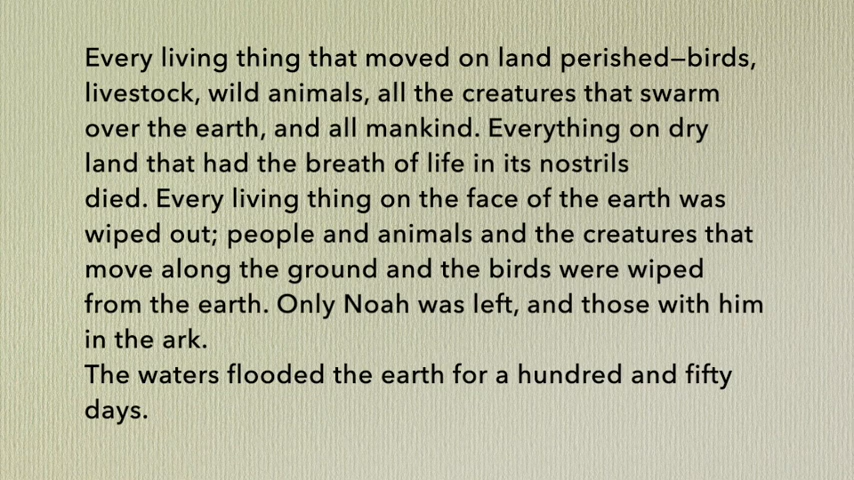 Every living thing that moved on land perished—birds,
livestock, wild animals, all the creatures that swarm
over the earth, and all mankind. Everything on dry
land that had the breath of life in its nostrils
died. Every living thing on the face of the earth was
wiped out; people and animals and the creatures that
move along the ground and the birds were wiped
from the earth. Only Noah was left, and those with him
in the ark.
The waters flooded the earth for a hundred and fifty
days.